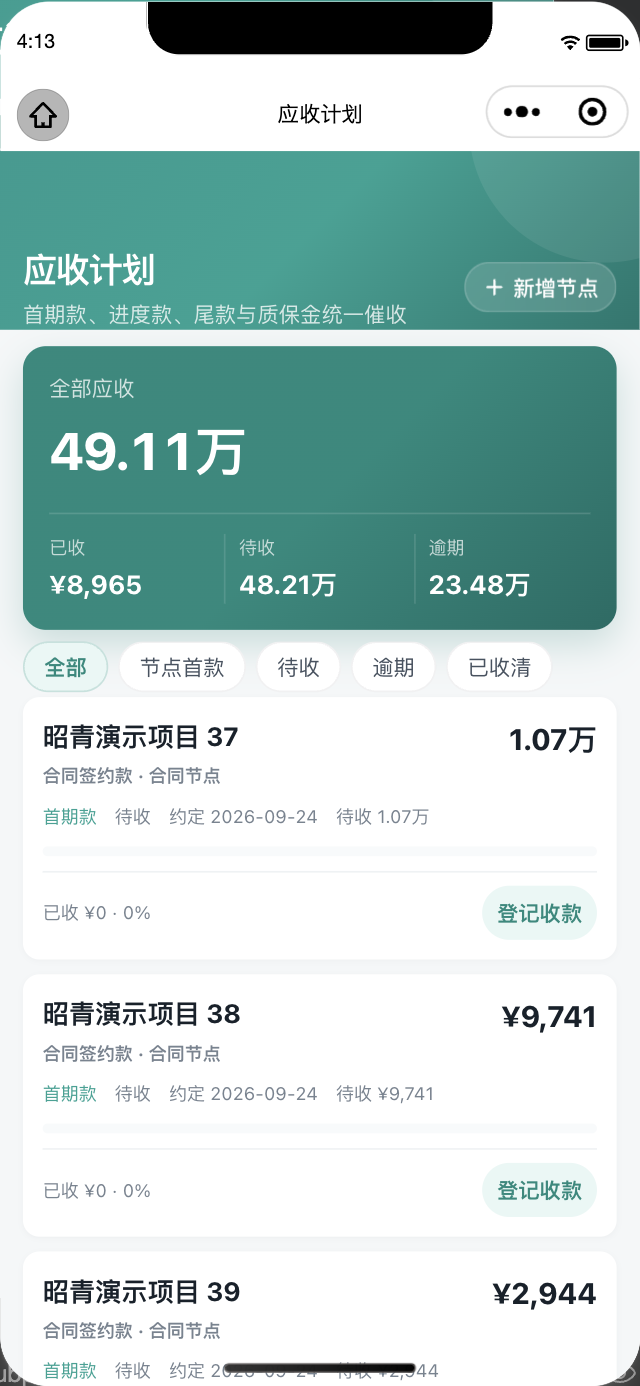 4:13
应收计划
应收计划
首期款、进度款、尾款与质保金统一催收
+ 新增节点
全部应收
49.11万
已收 待收 逾期
¥8,965 48.21万 23.48万
全部 节点首款 待收 逾期 已收清
昭青演示项目 37 1.07万
合同签约款 · 合同节点
首期款 待收 约定 2026-09-24 待收 1.07万
已收 ¥0 · 0% 登记收款
昭青演示项目 38 ¥9,741
合同签约款 · 合同节点
首期款 待收 约定 2026-09-24 待收 ¥9,741
已收 ¥0 · 0% 登记收款
昭青演示项目 39 ¥2,944
合同签约款 · 合同节点
首期款 待收 约定